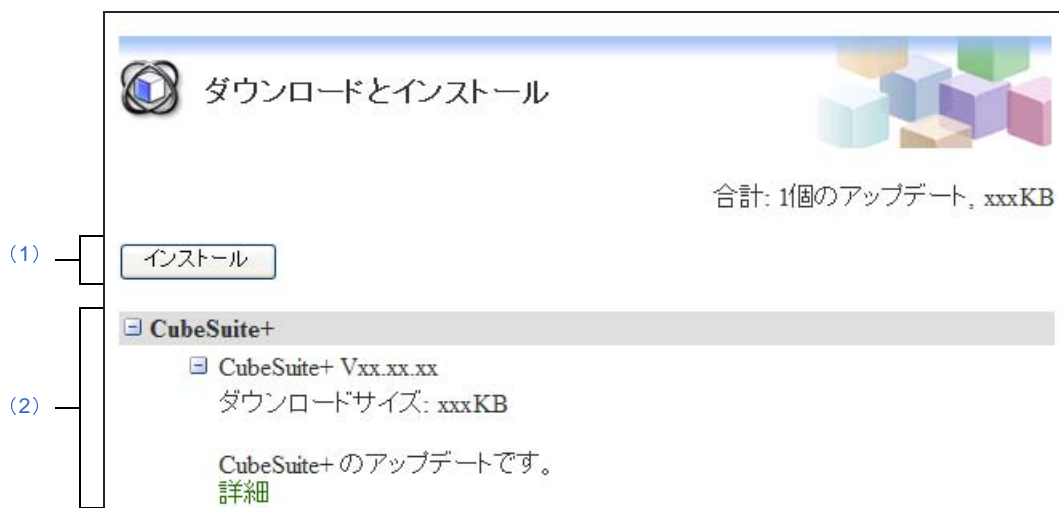 ダウンロードとインストール
合計: 1個のアップデート, xxxKB
(1)
インストール
CubeSuite+
CubeSuite+ Vxx.xx.xx
(2)
ダウンロードサイズ: xxxKB
CubeSuite+ のアップデートです。
詳細